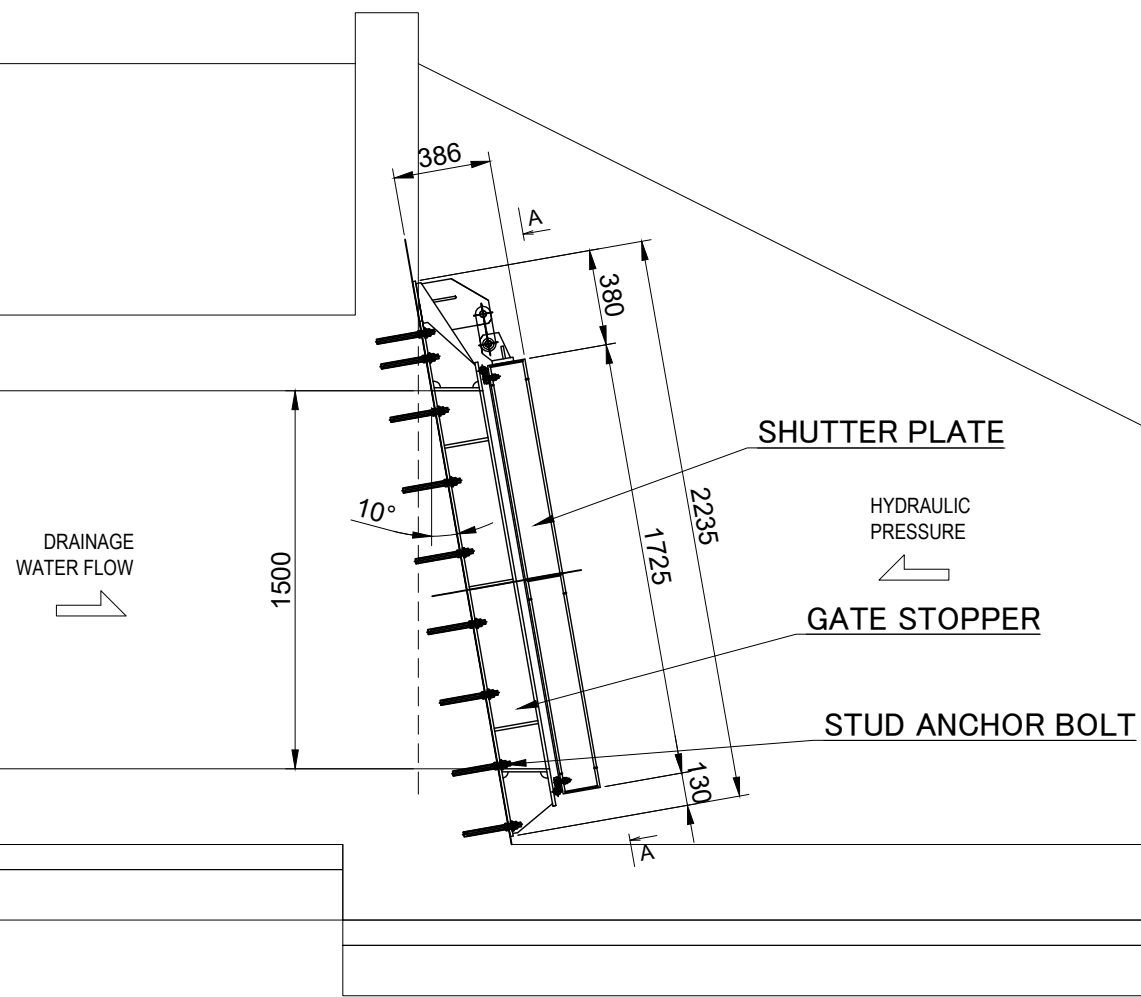 386
A
380
SHUTTER PLATE
2235
10°
HYDRAULIC
PRESSURE
DRAINAGE
WATER FLOW
1500
1725
GATE STOPPER
STUD ANCHOR BOLT
130
A